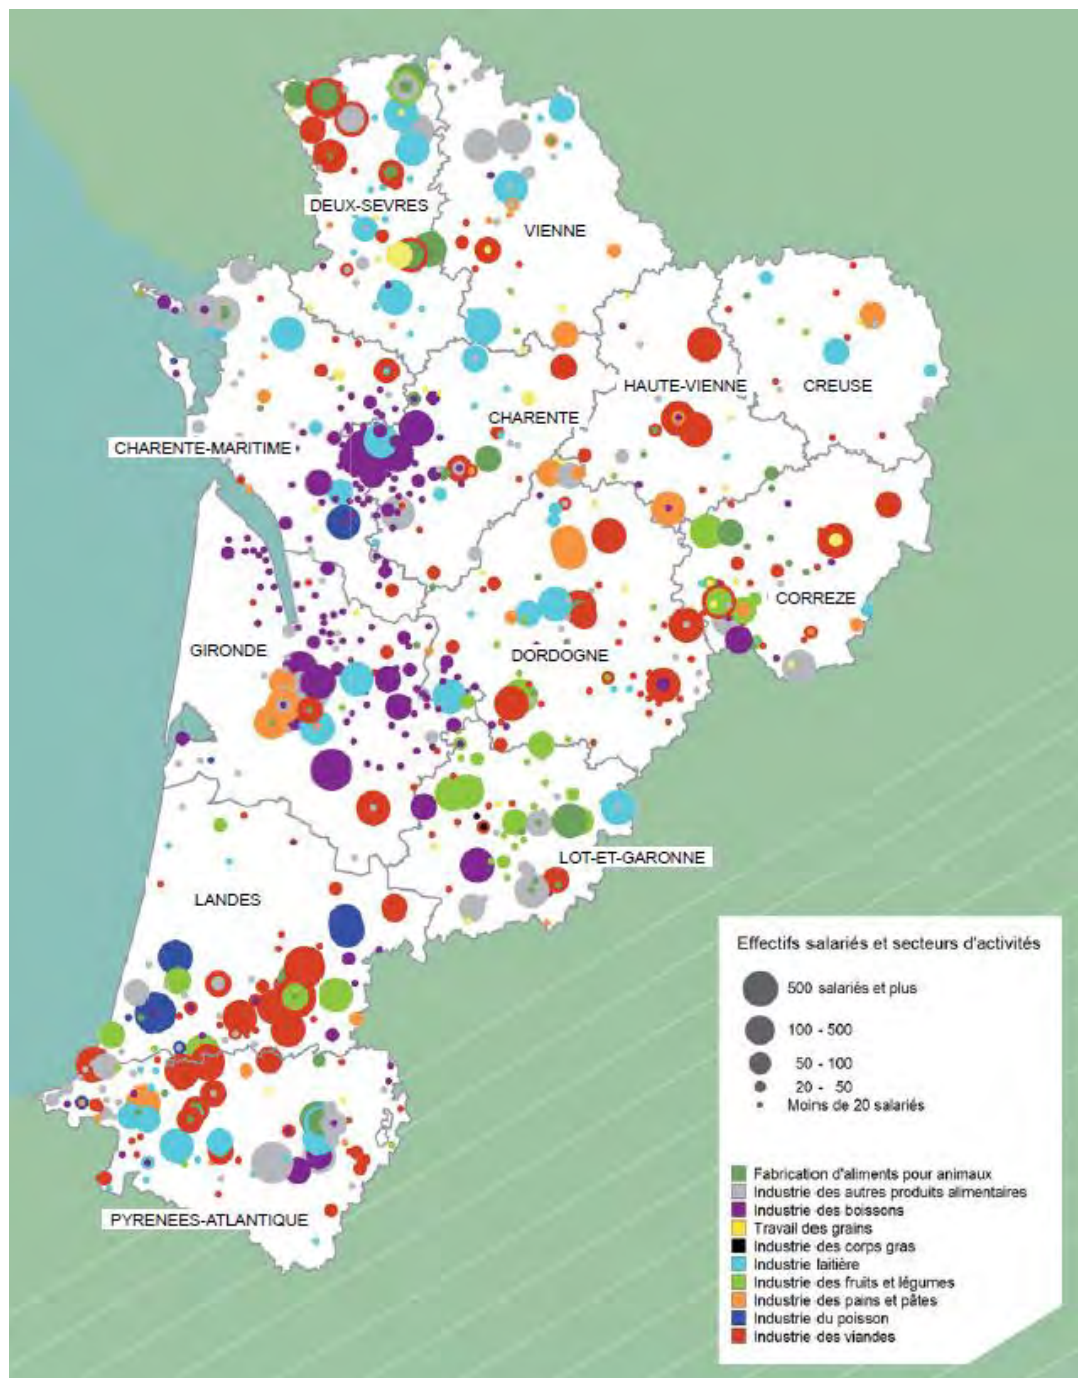 DEUX-SEVRES
VIENNE
HAUTE-VIENNE
CREUSE
CHARENTE
CHARENTE-MARITIME
CORREZE
GIRONDE
DORDOGNE
LOT-ET-GARONNE
LANDES
PYRENEES-ATLANTIQUE
Effectifs salariés et secteurs d'activités
500 salariés et plus
100 - 500
50 - 100
20 - 50
Moins de 20 salariés
Fabrication d'aliments pour animaux
Industrie des autres produits alimentaires
Industrie des boissons
Travail des grains
Industrie des corps gras
Industrie laitière
Industrie des fruits et légumes
Industrie des pains et pâtes
Industrie du poisson
Industrie des viandes